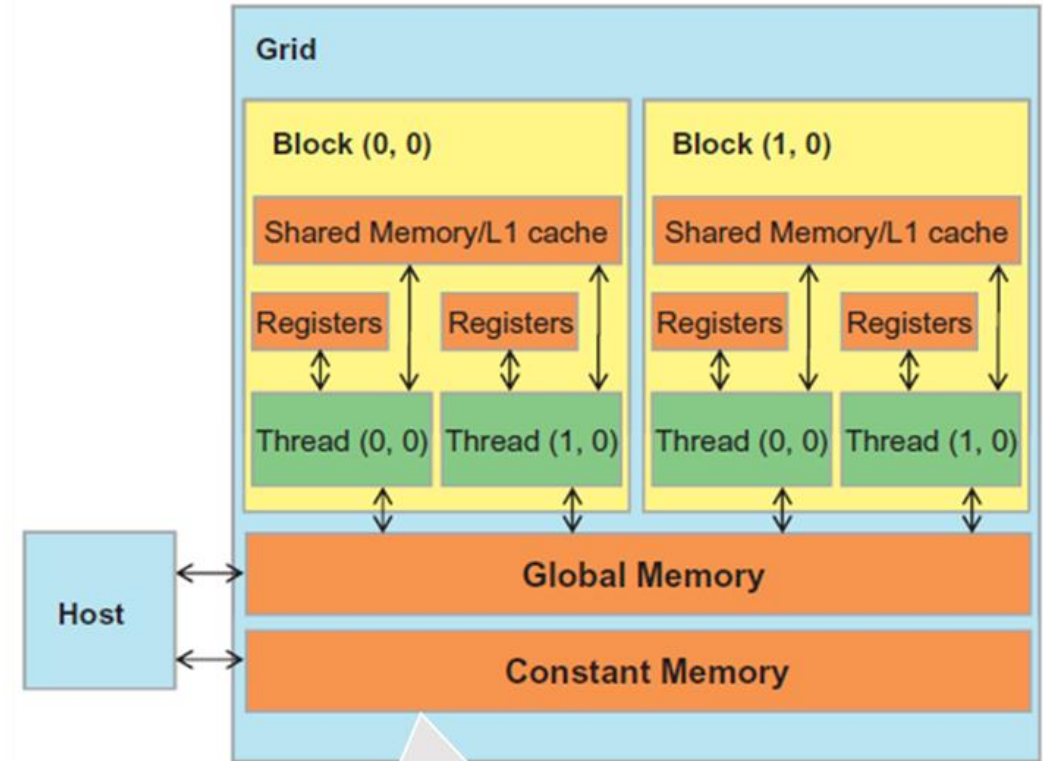 Grid
Block (0, 0)
Block (1, 0)
Shared Memory/L1 cache
Shared Memory/L1 cache
Registers
Registers
Registers
Registers
Thread (0, 0)
Thread (1, 0)
Thread (0, 0)
Thread (1, 0)
Global Memory
Host
Constant Memory